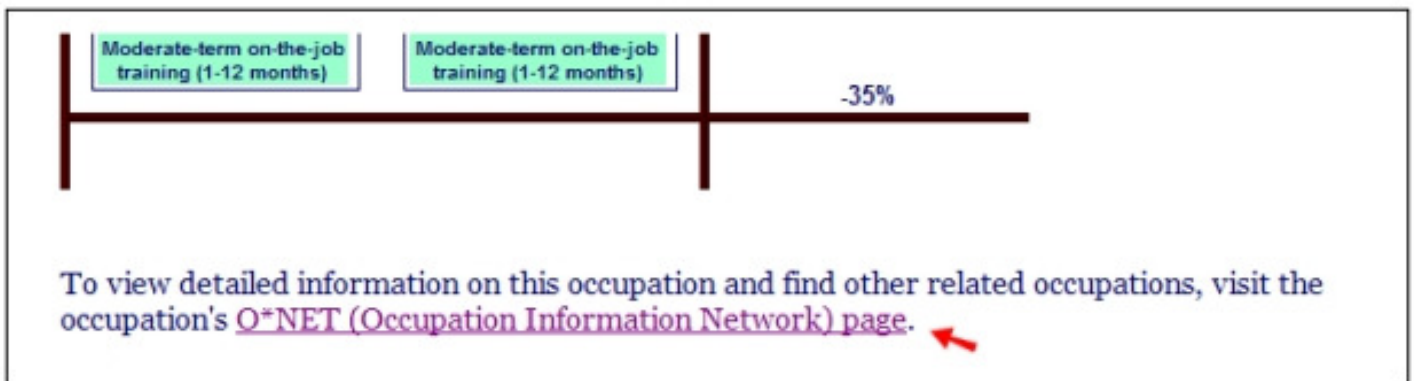 Moderate-term on-the-job
training (1-12 months)
Moderate-term on-the-job
training (1-12 months)
-35%
To view detailed information on this occupation and find other related occupations, visit the
occupation's O*NET (Occupation Information Network) page.